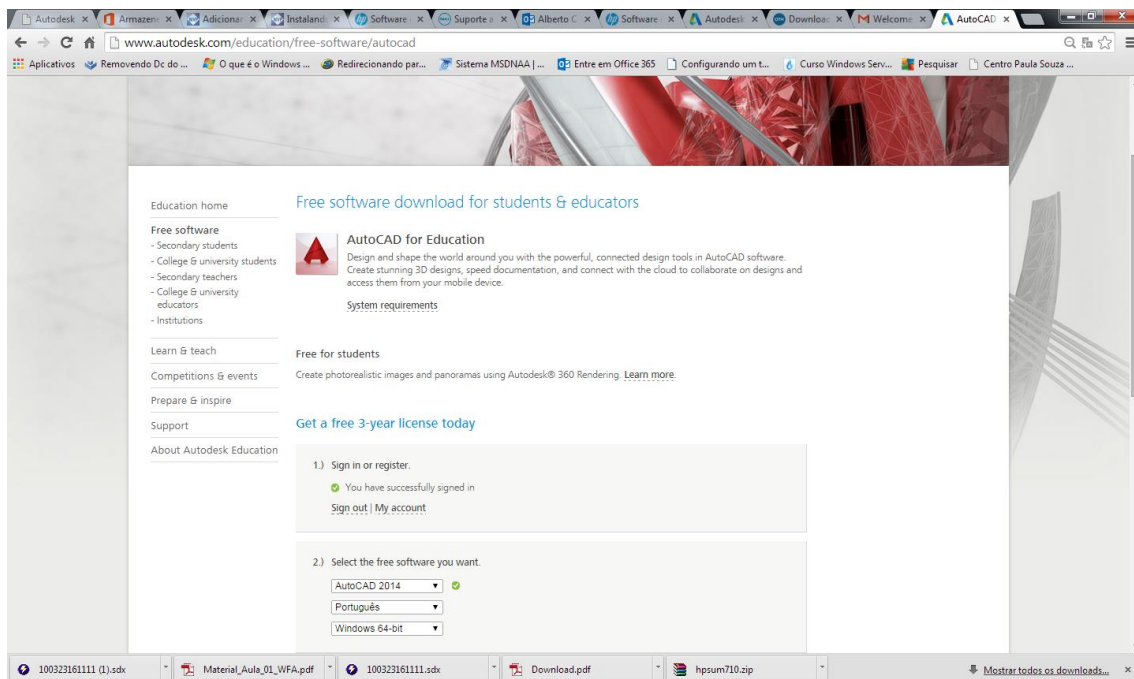 Autodesk
Armazen
Adicionar
Instaland
Software
Suporte a
Alberto C
Software
Autodesk
Downloa
Welcome
AutoCAD
www.autodesk.com/education/free-software/autocad
Aplicativos
Removendo Dc do ...
O que é o Windows ...
Redirecionando par...
Sistema MSDNAA | ...
Entre em Office 365
Configurando um t...
Curso Windows Serv...
Pesquisar
Centro Paula Souza ...
Education home
Free software
- Secondary students
- College & university students
- Secondary teachers
- College & university
educators
- Institutions
Learn & teach
Competitions & events
Prepare & inspire
Support
About Autodesk Education
Free software download for students & educators
AutoCAD for Education
Design and shape the world around you with the powerful, connected design tools in AutoCAD software.
Create stunning 3D designs, speed documentation, and connect with the cloud to collaborate on designs and
access them from your mobile device.
System requirements
Free for students
Create photorealistic images and panoramas using Autodesk® 360 Rendering. Learn more.
Get a free 3-year license today
1.) Sign in or register.
You have successfully signed in
Sign out | My account
2.) Select the free software you want.
AutoCAD 2014
Português
Windows 64-bit
100323161111 (1).sdx
Material_Aula_01_WFA.pdf
100323161111.sdx
Download.pdf
hpsum710.zip
Mostrar todos os downloads...